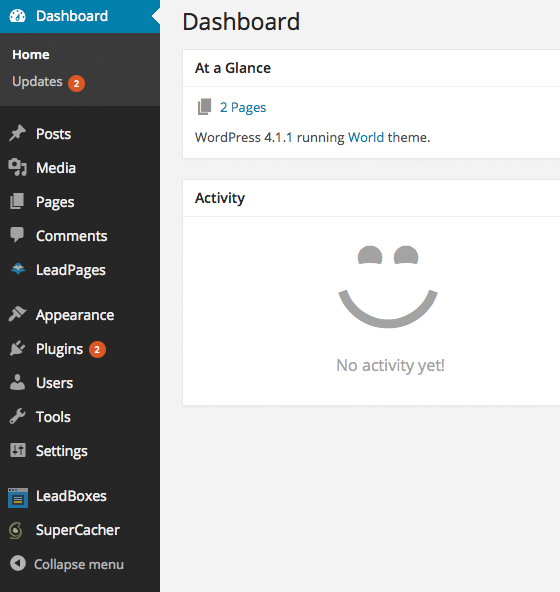 Dashboard
Home
Updates 2
Posts
Media
Pages
Comments
LeadPages
Appearance
Plugins 2
Users
Tools
Settings
LeadBoxes
SuperCacher
Collapse menu
Dashboard
At a Glance
2 Pages
WordPress 4.1.1 running World theme.
Activity
No activity yet!